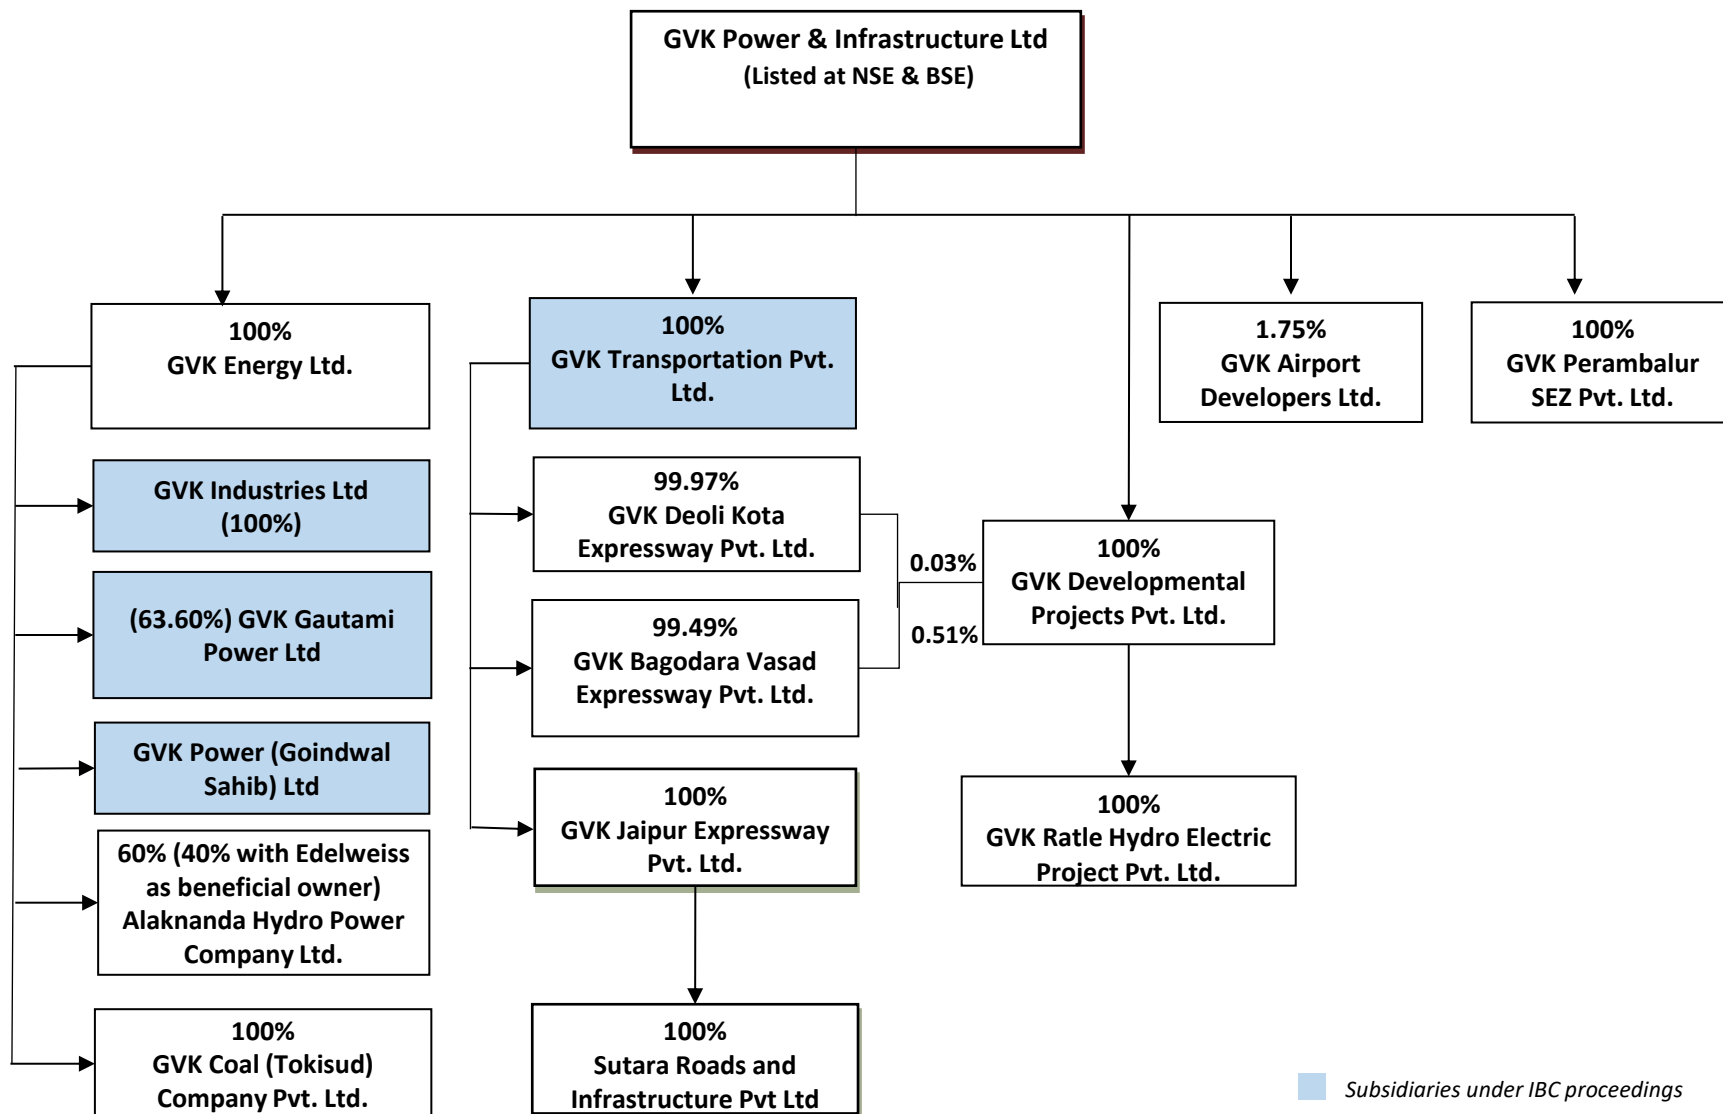 GVK Power & Infrastructure Ltd
(Listed at NSE & BSE)
100%
GVK Energy Ltd.
100%
GVK Transportation Pvt.
Ltd.
1.75%
GVK Airport
Developers Ltd.
100%
GVK Perambalur
SEZ Pvt. Ltd.
GVK Industries Ltd
(100%)
(63.60%) GVK Gautami
Power Ltd
GVK Power (Goindwal
Sahib) Ltd
60% (40% with Edelweiss
as beneficial owner)
Alaknanda Hydro Power
Company Ltd.
100%
GVK Coal (Tokisud)
Company Pvt. Ltd.
99.97%
GVK Deoli Kota
Expressway Pvt. Ltd.
99.49%
GVK Bagodara Vasad
Expressway Pvt. Ltd.
100%
GVK Jaipur Expressway
Pvt. Ltd.
100%
Sutara Roads and
Infrastructure Pvt Ltd
0.03%
0.51%
100%
GVK Developmental
Projects Pvt. Ltd.
100%
GVK Ratle Hydro Electric
Project Pvt. Ltd.
Subsidiaries under IBC proceedings